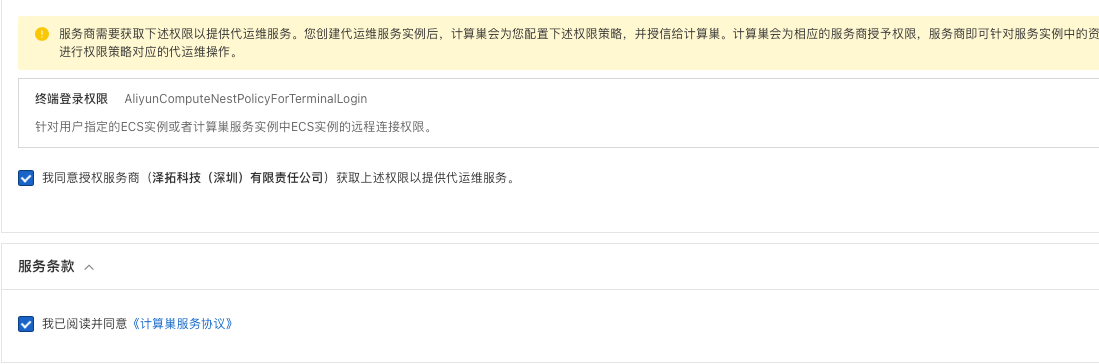 服务商需要获取下述权限以提供代运维服务。您创建代运维服务实例后，计算巢会为您配置下述权限策略，并授信给计算巢。计算巢会为相应的服务商授予权限，服务商即可针对服务实例中的资
进行权限策略对应的代运维操作。
终端登录权限 AliyunComputeNestPolicyForTerminalLogin
针对用户指定的ECS实例或者计算巢服务实例中ECS实例的远程连接权限。
我同意授权服务商（泽拓科技（深圳）有限责任公司）获取上述权限以提供代运维服务。
服务条款
我已阅读并同意《计算巢服务协议》